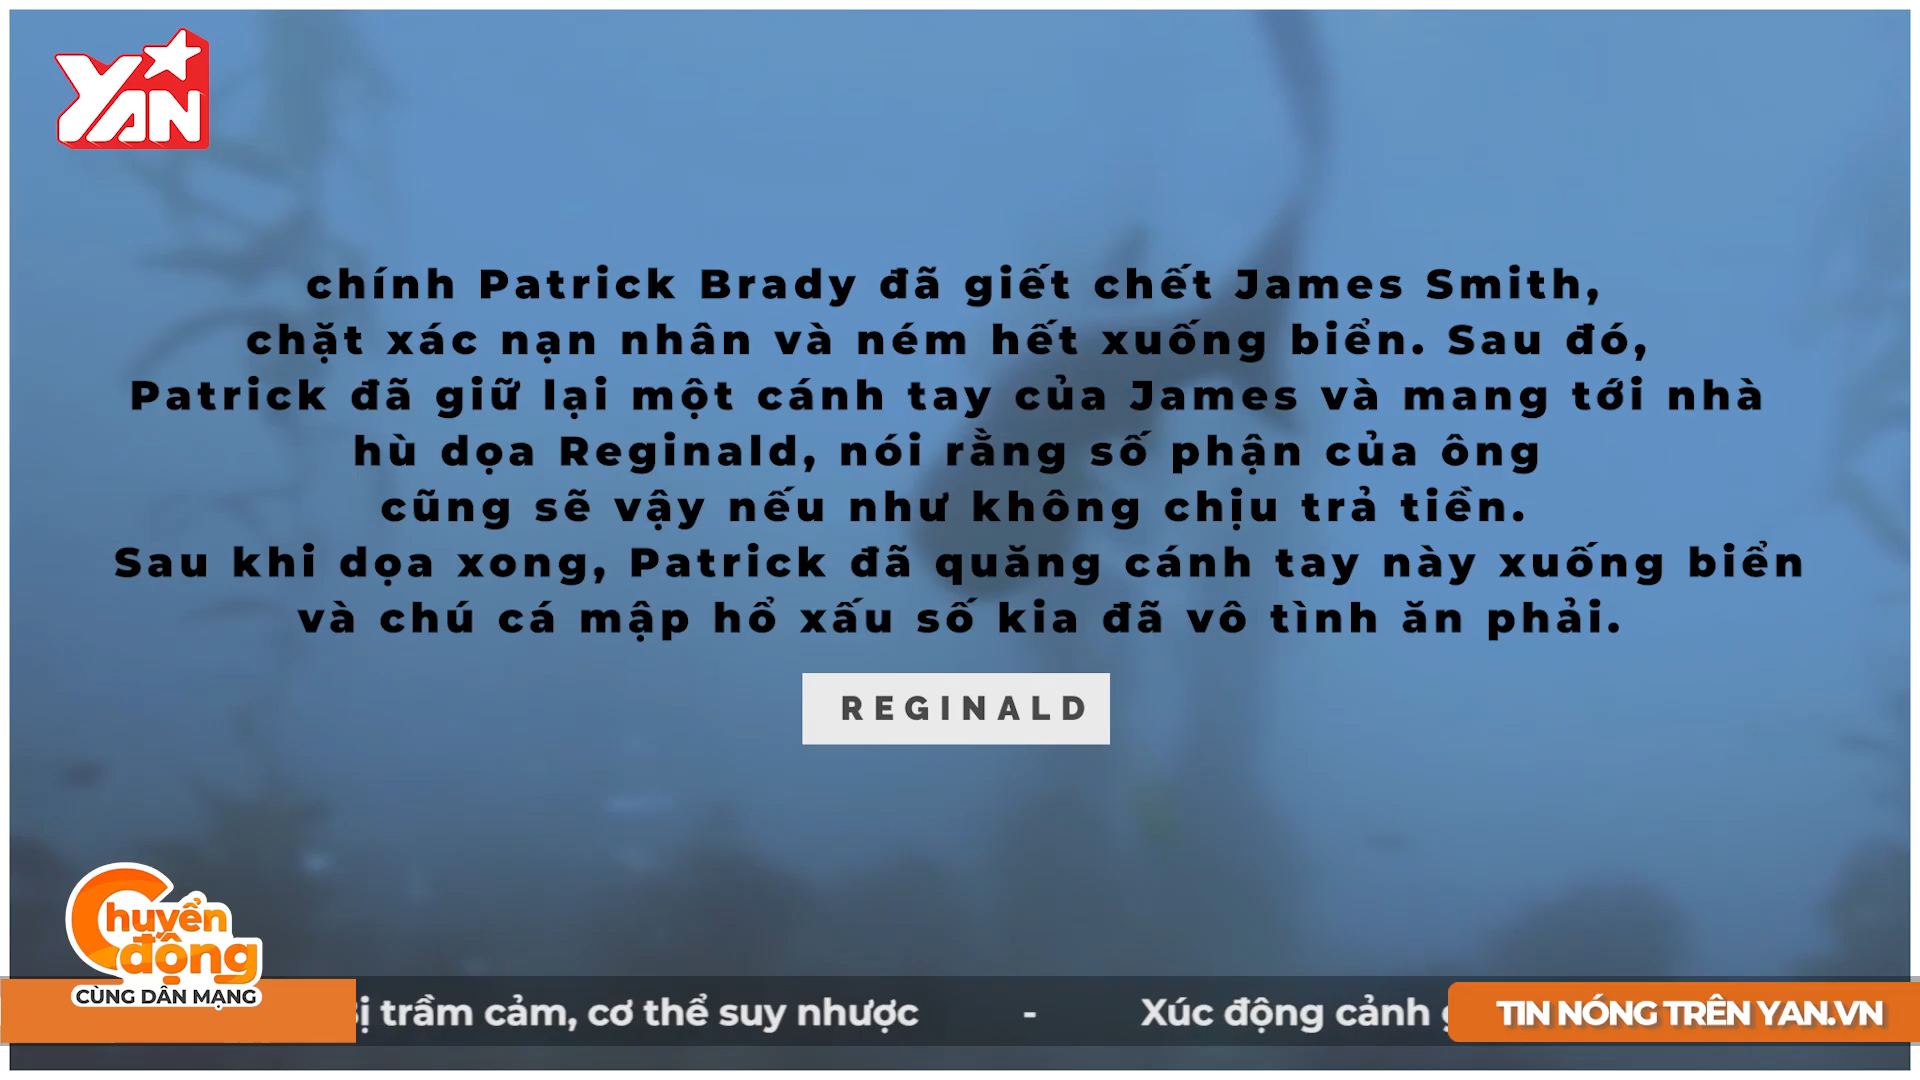 YAN
chính Patrick Brady đã giết chết James Smith,
chặt xác nạn nhân và ném hết xuống biển. Sau đó,
Patrick đã giữ lại một cánh tay của James và mang tới nhà
hù dọa Reginald, nói rằng số phận của ông
cũng sẽ vậy nếu như không chịu trả tiền.
Sau khi dọa xong, Patrick đã quăng cánh tay này xuống biển
và chú cá mập hổ xấu số kia đã vô tình ăn phải.
REGINALD
Chuyển
động
CÙNG DÂN MẠNG
trầm cảm, cơ thể suy nhược - Xúc động cảnh
TIN NÓNG TRÊN YAN.VN